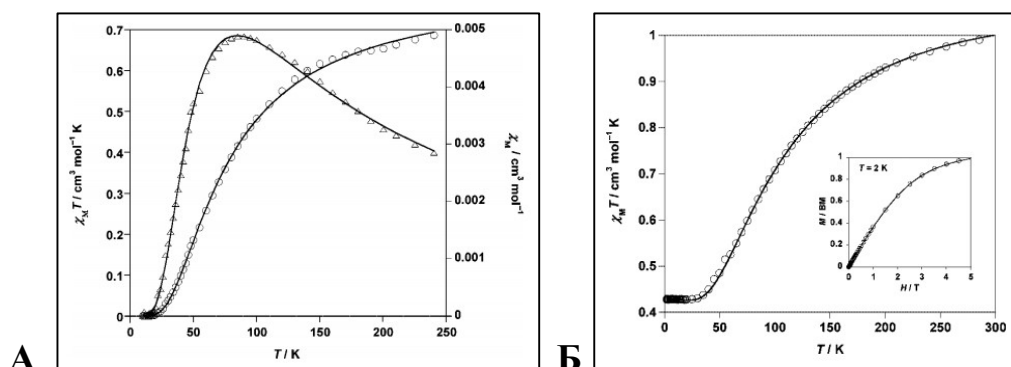 А
0.7
0.6
0.5
0.4
0.3
0.2
0.1
0
χMT / cm³ mol⁻¹ K
0.005
0.004
0.003
0.002
0.001
0
χM / cm³ mol⁻¹
0 50 100 150 200 250
T / K
Б
1
0.9
0.8
0.7
0.6
0.5
0.4
χMT / cm³ mol⁻¹ K
T = 2 K
1
0.8
0.6
0.4
0.2
0
M / BM
0 1 2 3 4 5
H / T
0 50 100 150 200 250 300
T / K